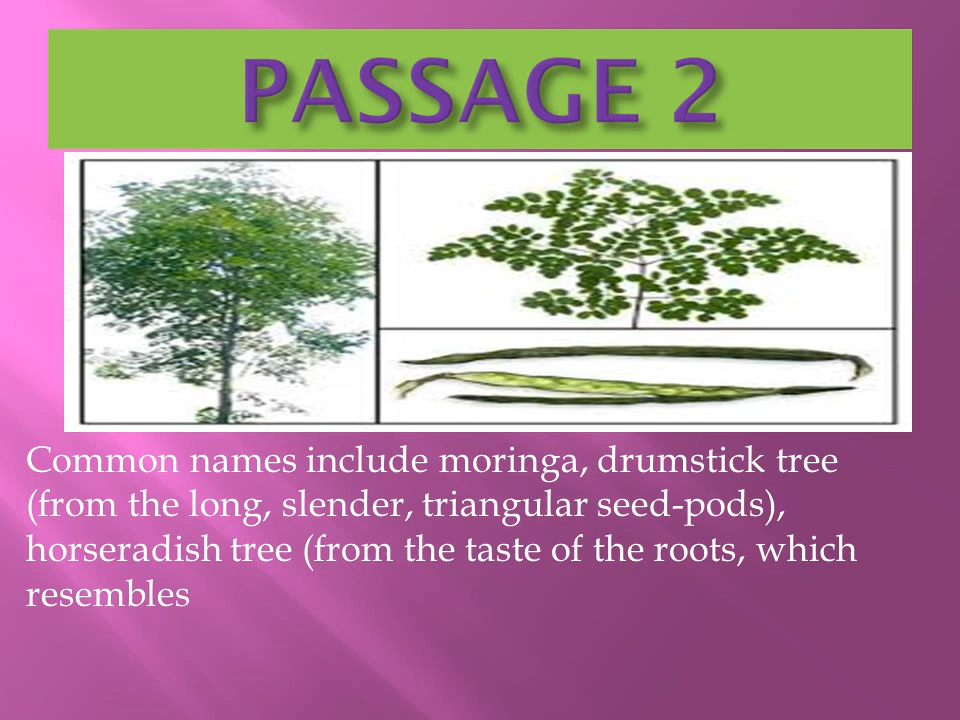 PASSAGE 2
Common names include moringa, drumstick tree
(from the long, slender, triangular seed-pods),
horseradish tree (from the taste of the roots, which
resembles